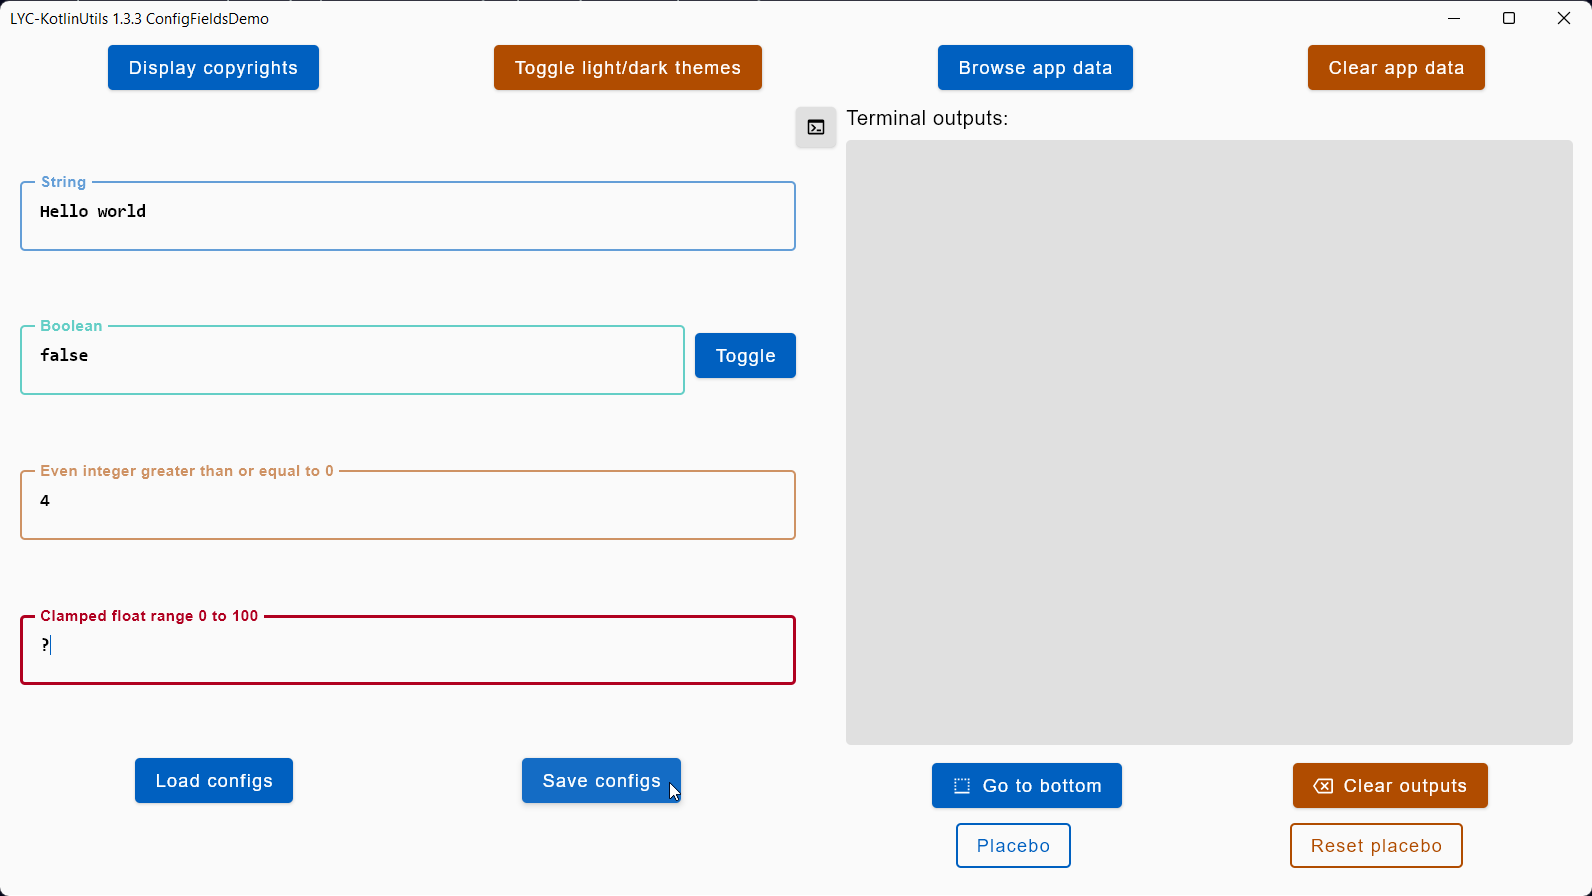 LYC-KotlinUtils 1.3.3 ConfigFieldsDemo
Display copyrights
Toggle light/dark themes
Browse app data
Clear app data
Terminal outputs:
String
Hello world
Boolean
false
Toggle
Even integer greater than or equal to 0
4
Clamped float range 0 to 100
?
Load configs
Save configs
Go to bottom
Clear outputs
Placebo
Reset placebo